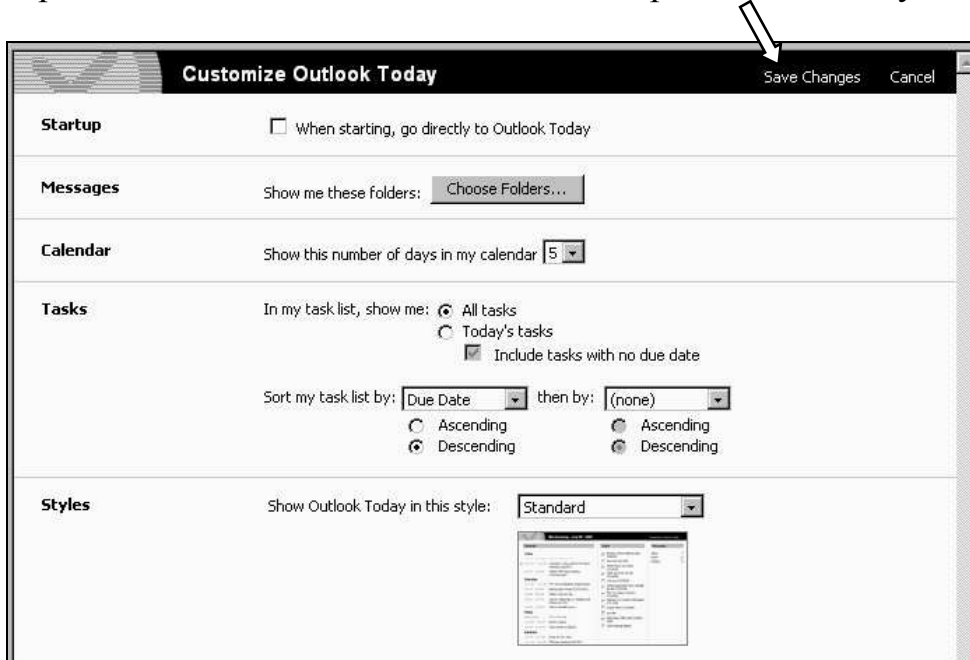 Customize Outlook Today Save Changes Cancel
Startup When starting, go directly to Outlook Today
Messages Show me these folders: Choose Folders...
Calendar Show this number of days in my calendar 5
Tasks In my task list, show me: All tasks
Today's tasks
Include tasks with no due date
Sort my task list by: Due Date then by: (none)
Ascending Ascending
Descending Descending
Styles Show Outlook Today in this style: Standard